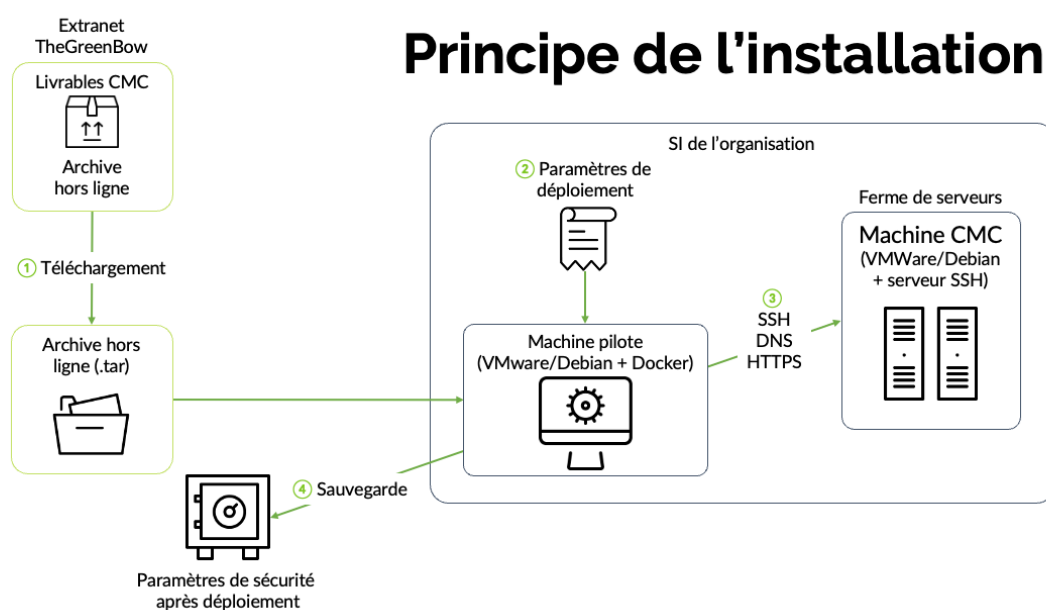 Extranet
TheGreenBow
Principe de l'installation
Livrables CMC
Archive
hors ligne
① Téléchargement
Archive hors
ligne (.tar)
SI de l'organisation
② Paramètres de
déploiement
Machine pilote
(VMware/Debian + Docker)
③
SSH
DNS
HTTPS
Ferme de serveurs
Machine CMC
(VMWare/Debian
+ serveur SSH)
④ Sauvegarde
Paramètres de sécurité
après déploiement